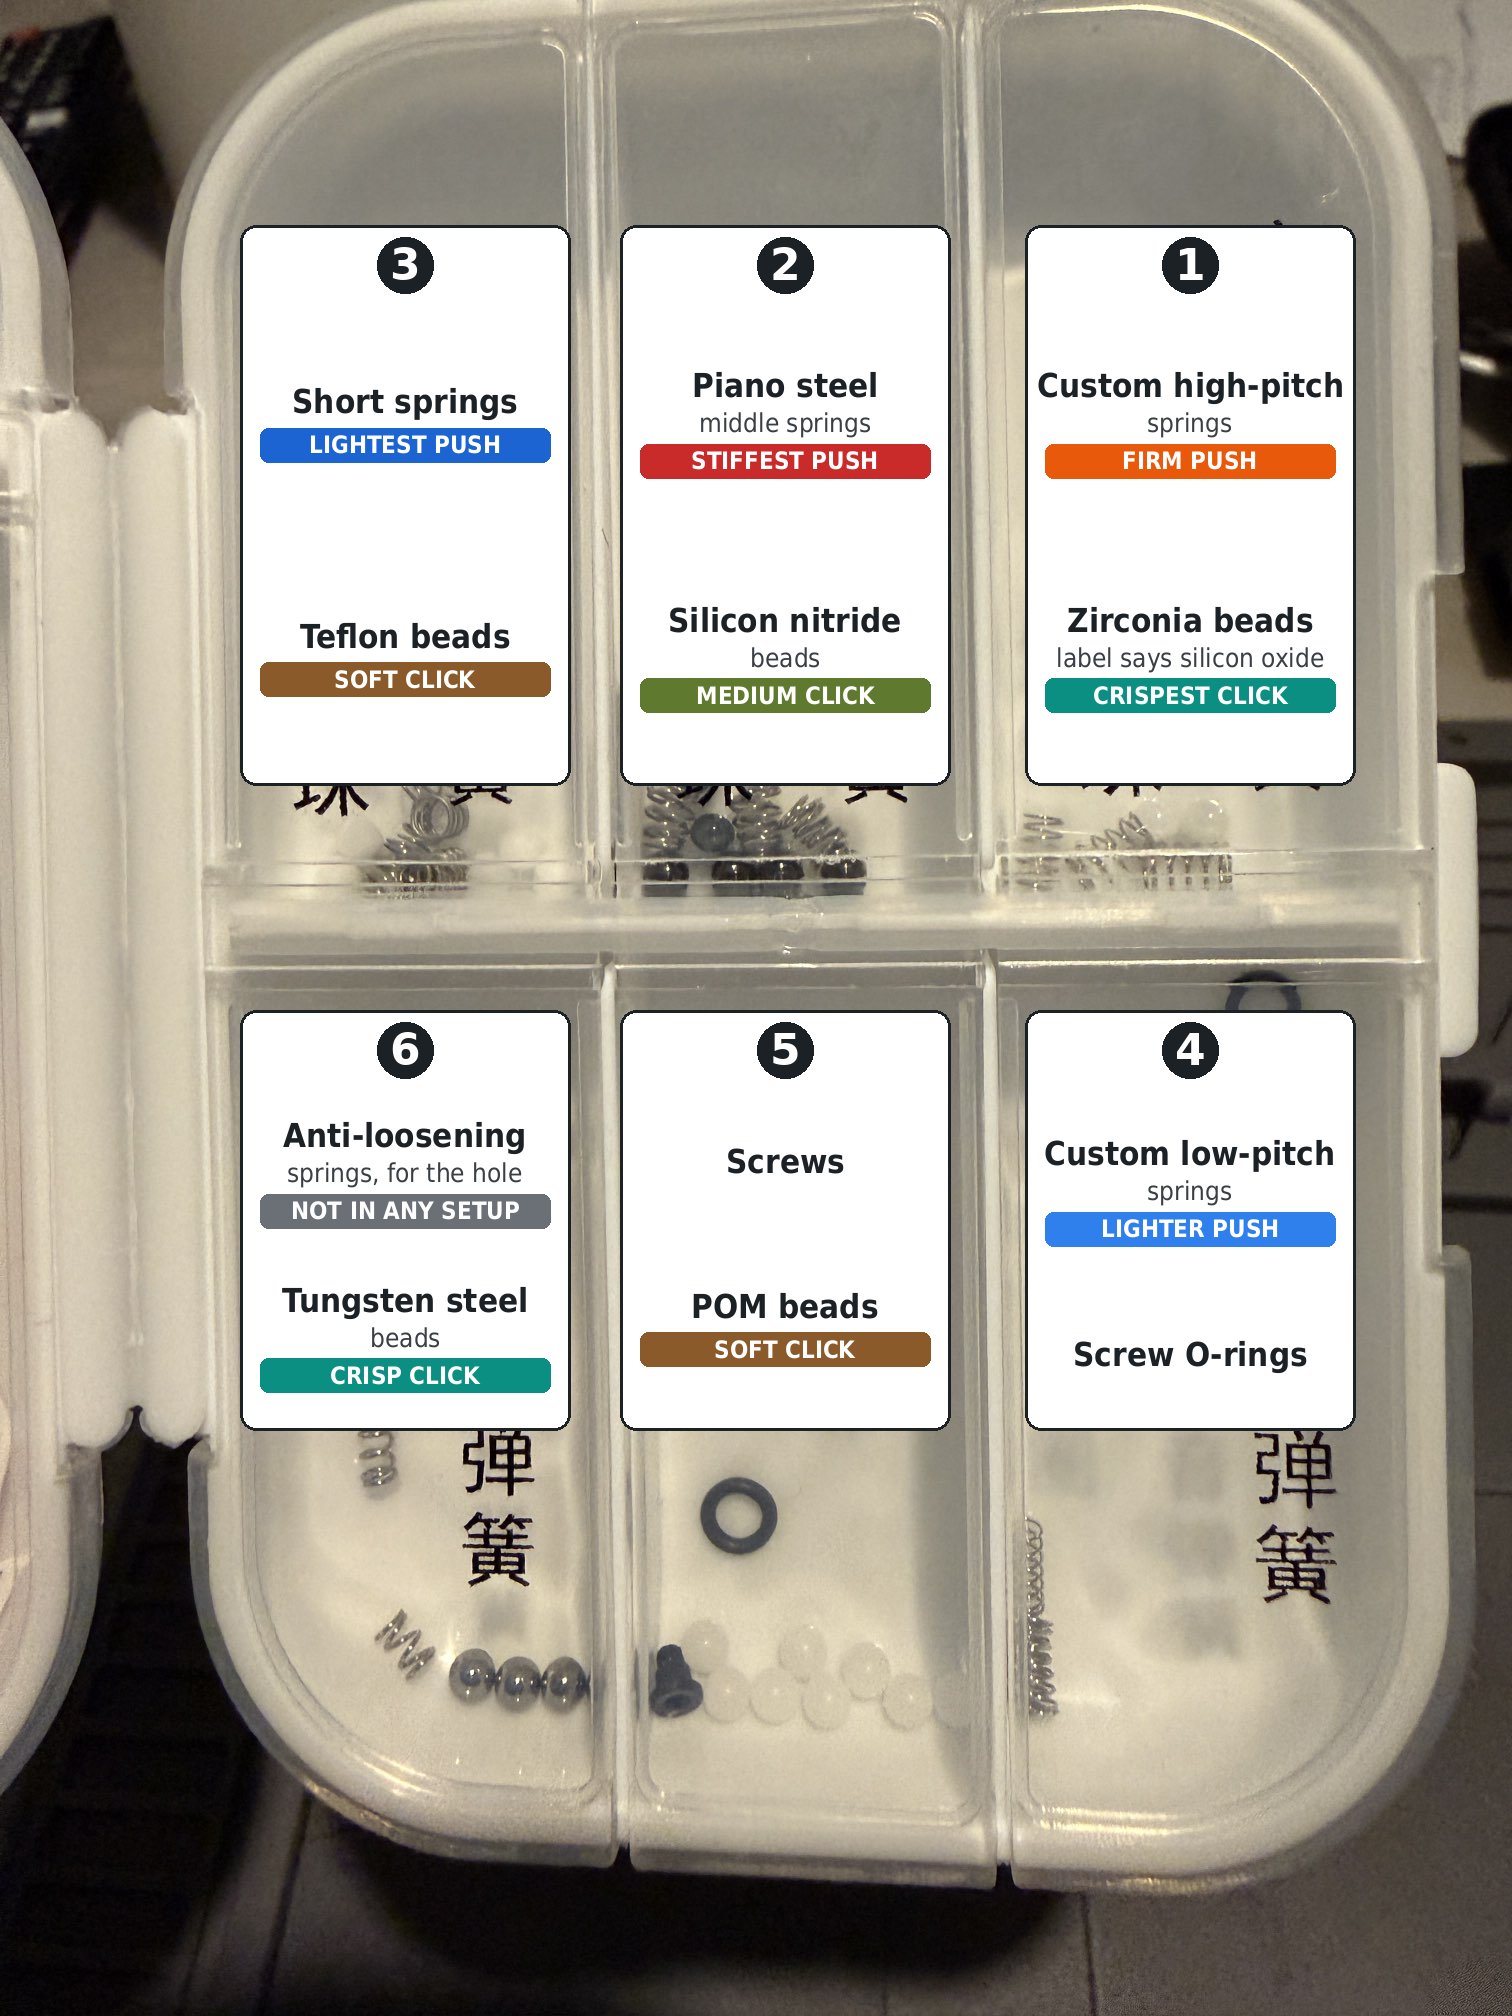 3
Short springs
LIGHTEST PUSH
Teflon beads
SOFT CLICK
2
Piano steel
middle springs
STIFFEST PUSH
Silicon nitride
beads
MEDIUM CLICK
1
Custom high-pitch
springs
FIRM PUSH
Zirconia beads
label says silicon oxide
CRISPEST CLICK
6
Anti-loosening
springs, for the hole
NOT IN ANY SETUP
Tungsten steel
beads
CRISP CLICK
弹簧
5
Screws
POM beads
SOFT CLICK
4
Custom low-pitch
springs
LIGHTER PUSH
Screw O-rings
弹簧